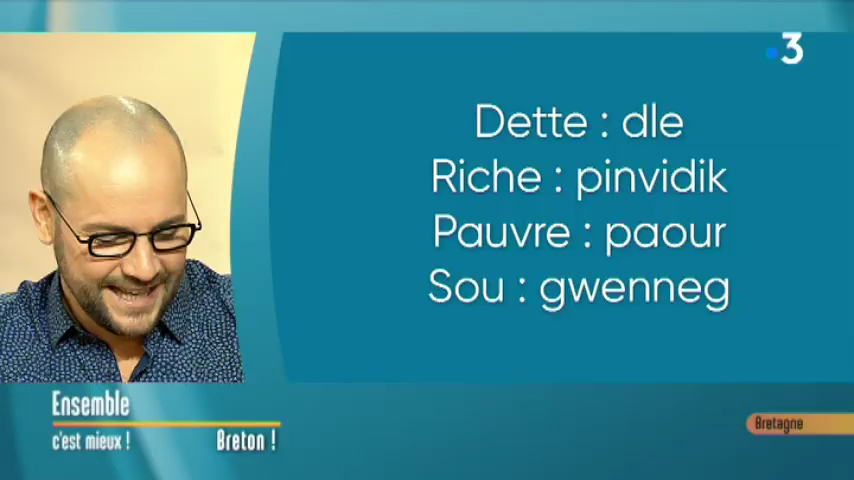 3
Dette : dle
Riche : pinvidik
Pauvre : paour
Sou : gwenneg
Ensemble
c'est mieux !
Breton !
Bretagne